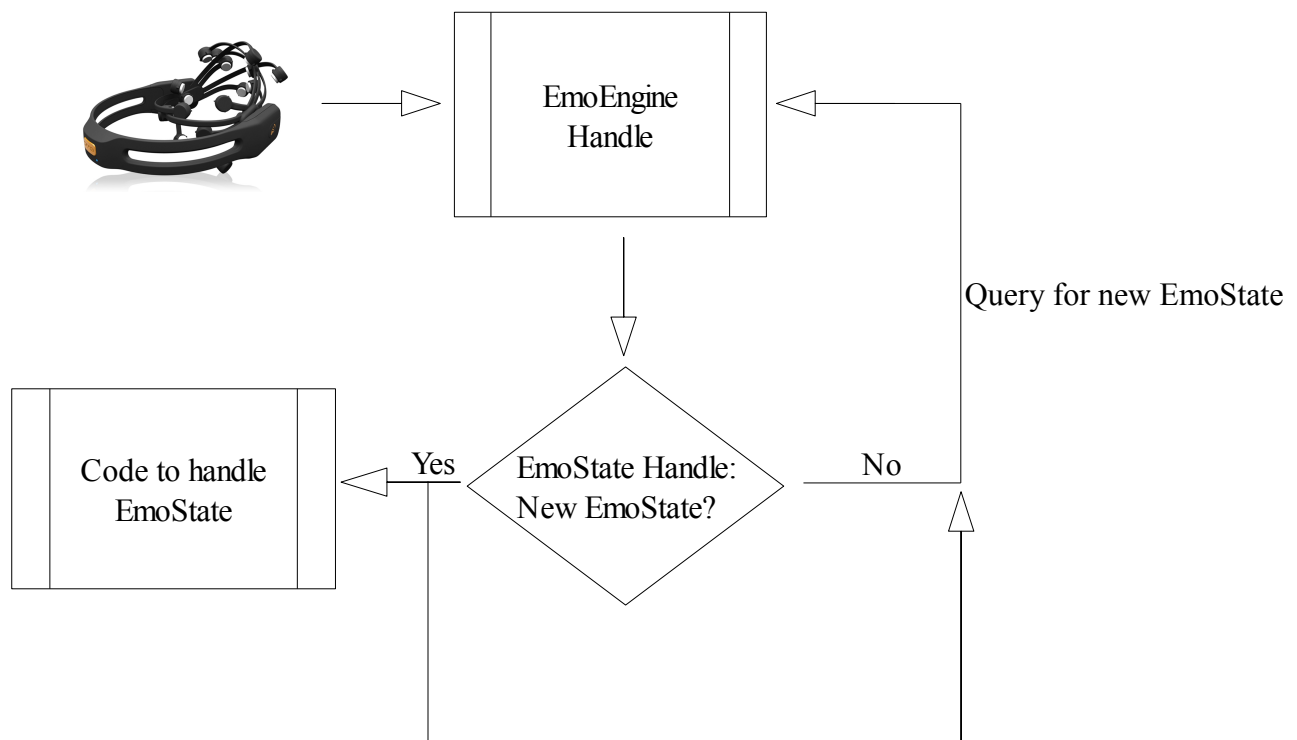 EmoEngine
Handle
Query for new EmoState
Code to handle
EmoState
Yes
EmoState Handle:
New EmoState?
No